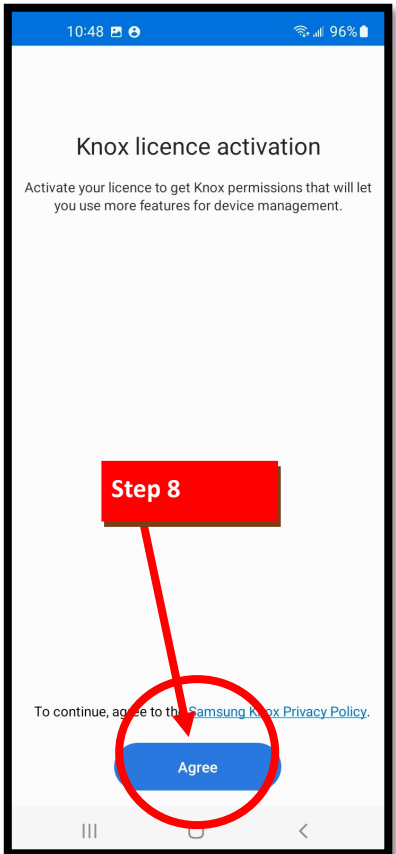 10:48 96%
Knox licence activation
Activate your licence to get Knox permissions that will let
you use more features for device management.
Step 8
To continue, agree to the Samsung Knox Privacy Policy.
Agree